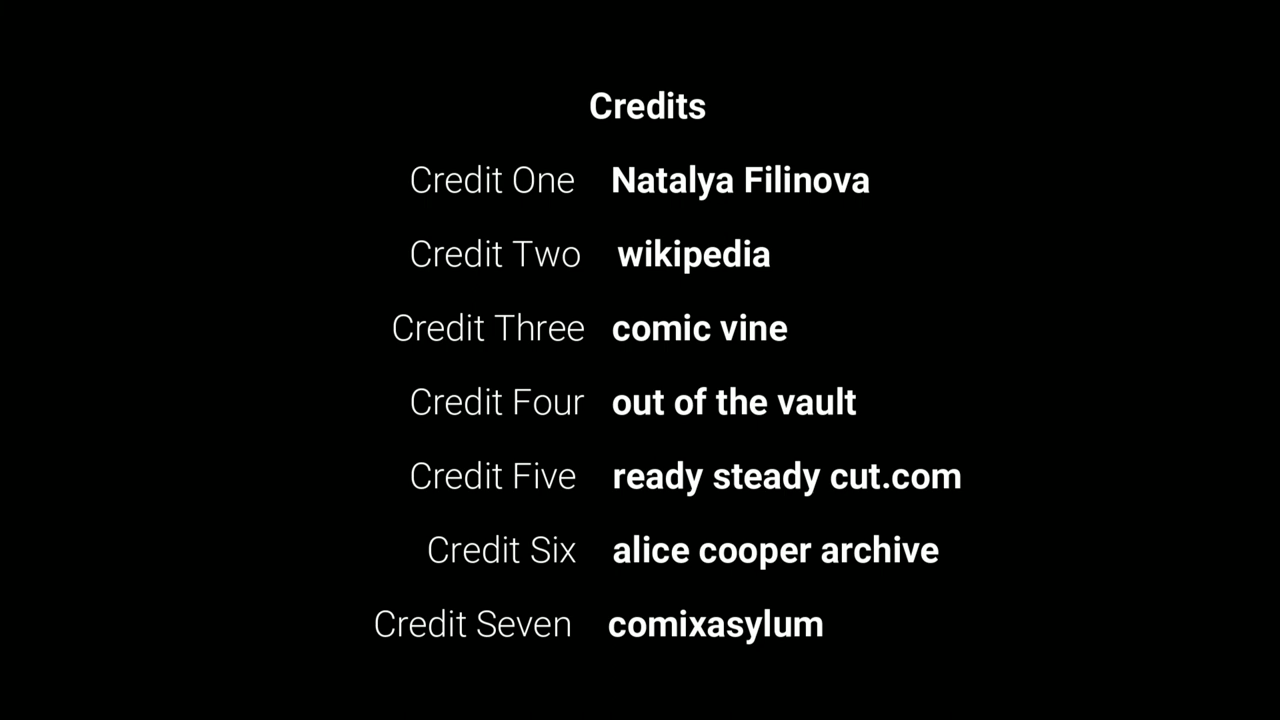 Credits
Credit One Natalya Filinova
Credit Two wikipedia
Credit Three comic vine
Credit Four out of the vault
Credit Five ready steady cut.com
Credit Six alice cooper archive
Credit Seven comixasylum